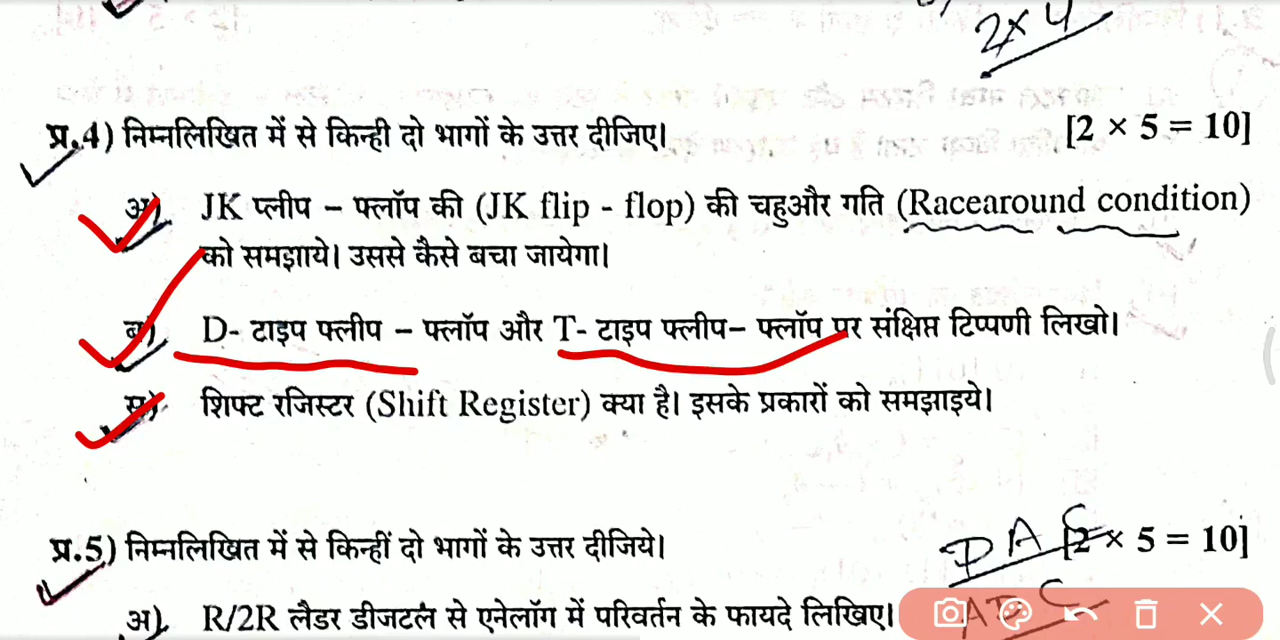 2×4
प्र.4) निम्नलिखित में से किन्ही दो भागों के उत्तर दीजिए। [2 × 5 = 10]
अ) JK प्लीप – फ्लॉप की (JK flip - flop) की चहुऔर गति (Racearound condition)
को समझाये। उससे कैसे बचा जायेगा।
ब) D- टाइप फ्लीप – फ्लॉप और T- टाइप फ्लीप– फ्लॉप पर संक्षिप्त टिप्पणी लिखो।
स) शिफ्ट रजिस्टर (Shift Register) क्या है। इसके प्रकारों को समझाइये।
प्र.5) निम्नलिखित में से किन्हीं दो भागों के उत्तर दीजिये। DAC [2 × 5 = 10]
अ) R/2R लैडर डीजटल से एनेलॉग में परिवर्तन के फायदे लिखिए। ADC